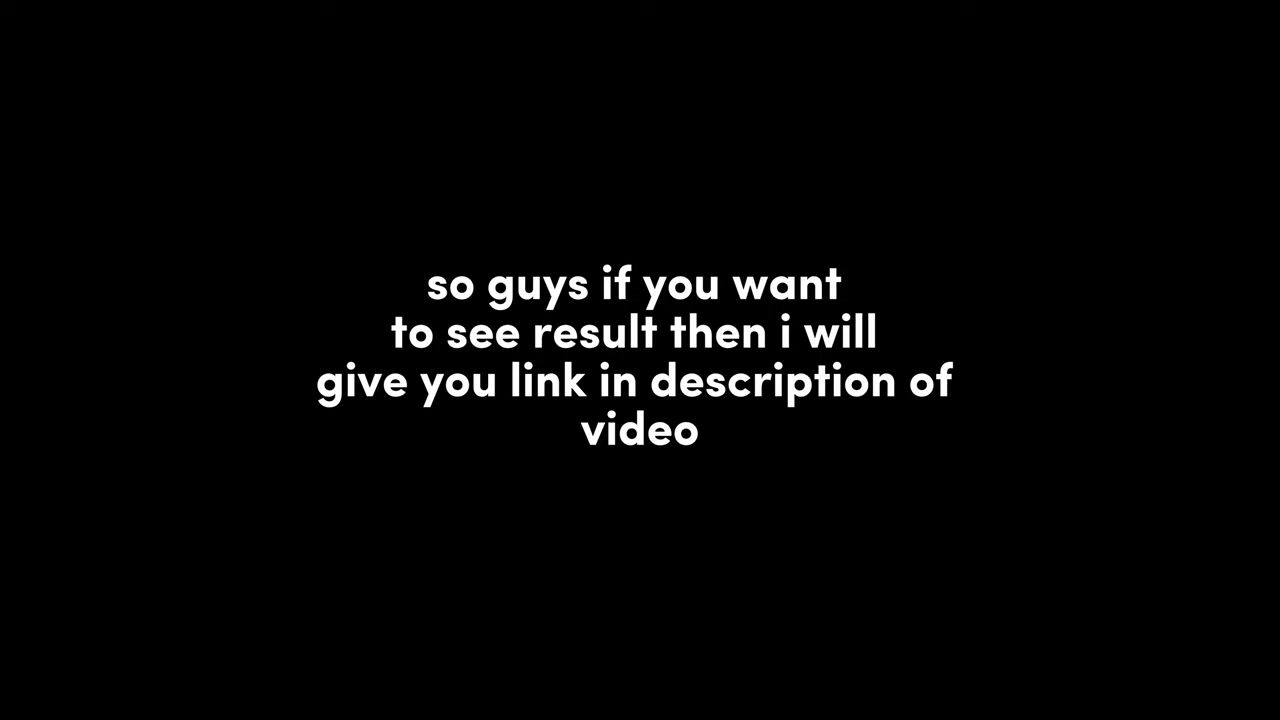 so guys if you want
to see result then i will
give you link in description of
video